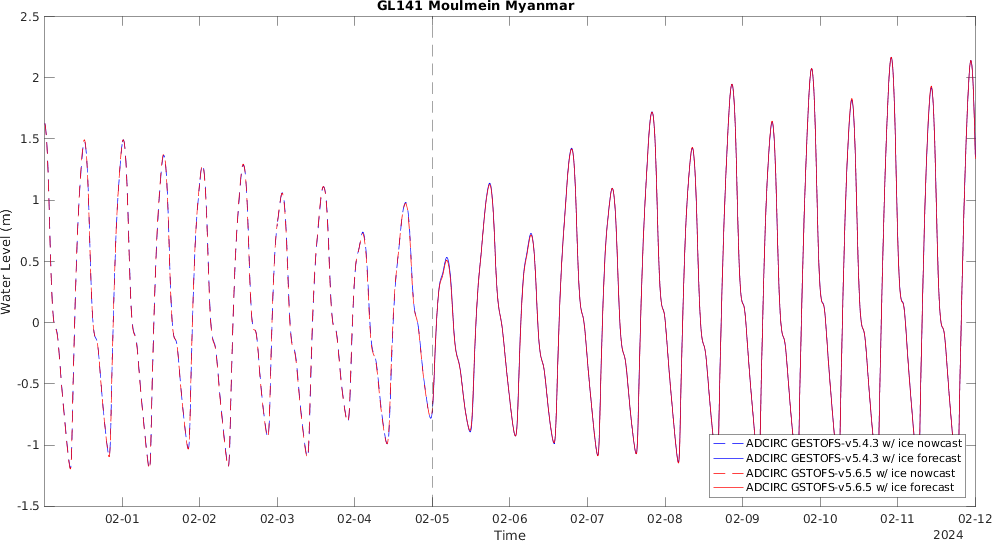 GL141 Moulmein Myanmar
2.5
2
1.5
1
0.5
0
-0.5
-1
-1.5
Water Level (m)
ADCIRC GESTOFS-v5.4.3 w/ ice nowcast
ADCIRC GESTOFS-v5.4.3 w/ ice forecast
ADCIRC GSTOFS-v5.6.5 w/ ice nowcast
ADCIRC GSTOFS-v5.6.5 w/ ice forecast
02-01 02-02 02-03 02-04 02-05 02-06 02-07 02-08 02-09 02-10 02-11 02-12
Time
2024